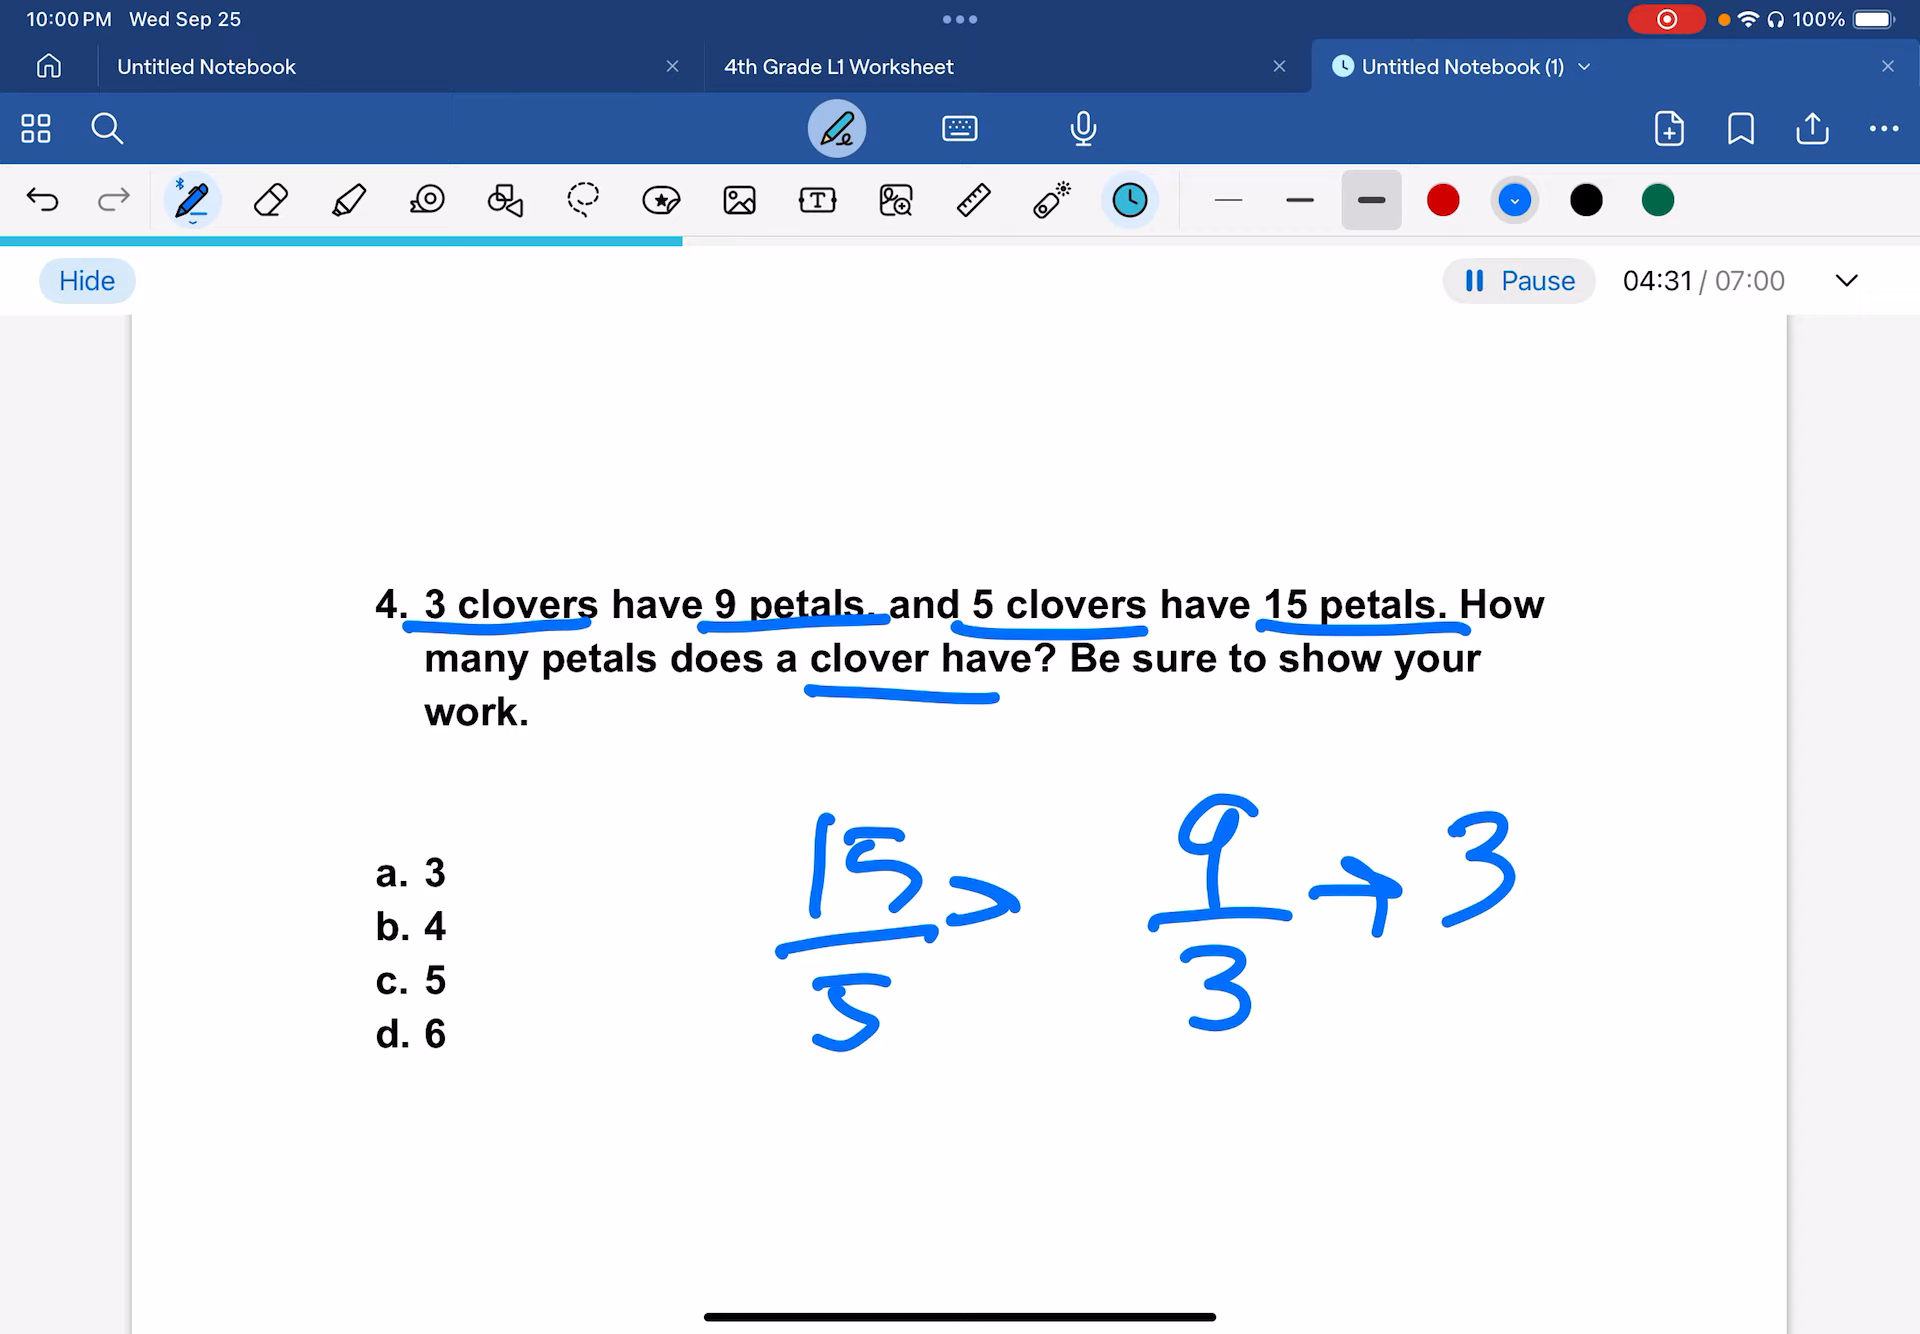 10:00 PM Wed Sep 25
100%
Untitled Notebook
4th Grade L1 Worksheet
Untitled Notebook (1)
Hide
Pause
04:31 / 07:00
4. 3 clovers have 9 petals, and 5 clovers have 15 petals. How
many petals does a clover have? Be sure to show your
work.
a. 3
b. 4
c. 5
d. 6
15
5
>
9
3
→ 3